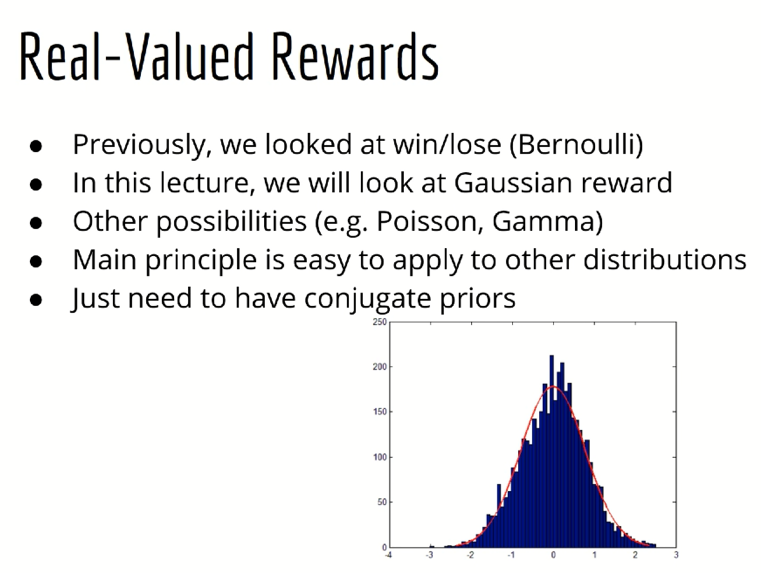 Real-Valued Rewards
● Previously, we looked at win/lose (Bernoulli)
● In this lecture, we will look at Gaussian reward
● Other possibilities (e.g. Poisson, Gamma)
● Main principle is easy to apply to other distributions
● Just need to have conjugate priors
250
200
150
100
50
0
-4 -3 -2 -1 0 1 2 3